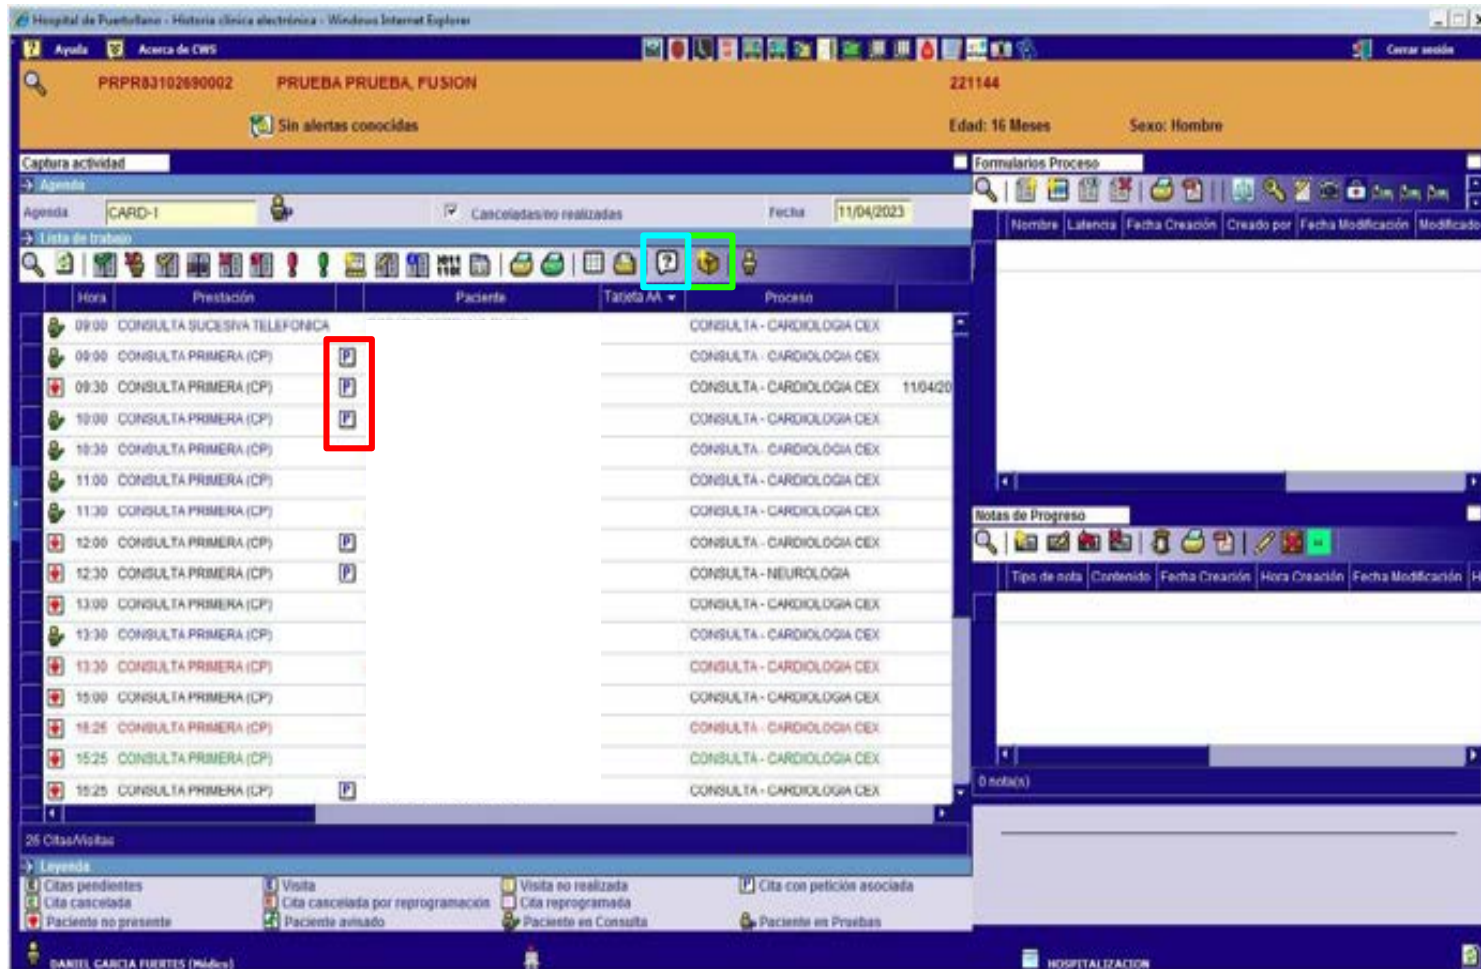 Hospital de Puertollano - Historia clínica electrónica - Windows Internet Explorer
Ayuda Acerca de CWS Cerrar sesión
PRPR83102690002 PRUEBA PRUEBA, FUSION 221144
Sin alertas conocidas Edad: 16 Meses Sexo: Hombre
Captura actividad
Agenda
Agenda CARD-1 Canceladas/no realizadas Fecha 11/04/2023
Lista de trabajo
Hora Prestación Paciente Tarjeta AA Proceso
09:00 CONSULTA SUCESIVA TELEFONICA CONSULTA - CARDIOLOGIA CEX
09:00 CONSULTA PRIMERA (CP) P CONSULTA - CARDIOLOGIA CEX
09:30 CONSULTA PRIMERA (CP) P CONSULTA - CARDIOLOGIA CEX 11/04/20
10:00 CONSULTA PRIMERA (CP) P CONSULTA - CARDIOLOGIA CEX
10:30 CONSULTA PRIMERA (CP) CONSULTA - CARDIOLOGIA CEX
11:00 CONSULTA PRIMERA (CP) CONSULTA - CARDIOLOGIA CEX
11:30 CONSULTA PRIMERA (CP) CONSULTA - CARDIOLOGIA CEX
12:00 CONSULTA PRIMERA (CP) P CONSULTA - CARDIOLOGIA CEX
12:30 CONSULTA PRIMERA (CP) P CONSULTA - NEUROLOGIA
13:00 CONSULTA PRIMERA (CP) CONSULTA - CARDIOLOGIA CEX
13:30 CONSULTA PRIMERA (CP) CONSULTA - CARDIOLOGIA CEX
13:30 CONSULTA PRIMERA (CP) CONSULTA - CARDIOLOGIA CEX
15:00 CONSULTA PRIMERA (CP) CONSULTA - CARDIOLOGIA CEX
15:25 CONSULTA PRIMERA (CP) CONSULTA - CARDIOLOGIA CEX
15:25 CONSULTA PRIMERA (CP) CONSULTA - CARDIOLOGIA CEX
15:25 CONSULTA PRIMERA (CP) P CONSULTA - CARDIOLOGIA CEX
Citas/Visitas
Leyenda
Citas pendientes Visita Visita no realizada P Cita con petición asociada
Cita cancelada Cita cancelada por reprogramación Cita reprogramada
Paciente no presente Paciente avisado Paciente en Consulta Paciente en Pruebas
Formularios Proceso
Nombre Latencia Fecha Creación Creado por Fecha Modificación Modificado
Notas de Progreso
Tipo de nota Contenido Fecha Creación Hora Creación Fecha Modificación H
0 nota(s)
DANIEL GARCIA FUERTES (Médico) HOSPITALIZACION